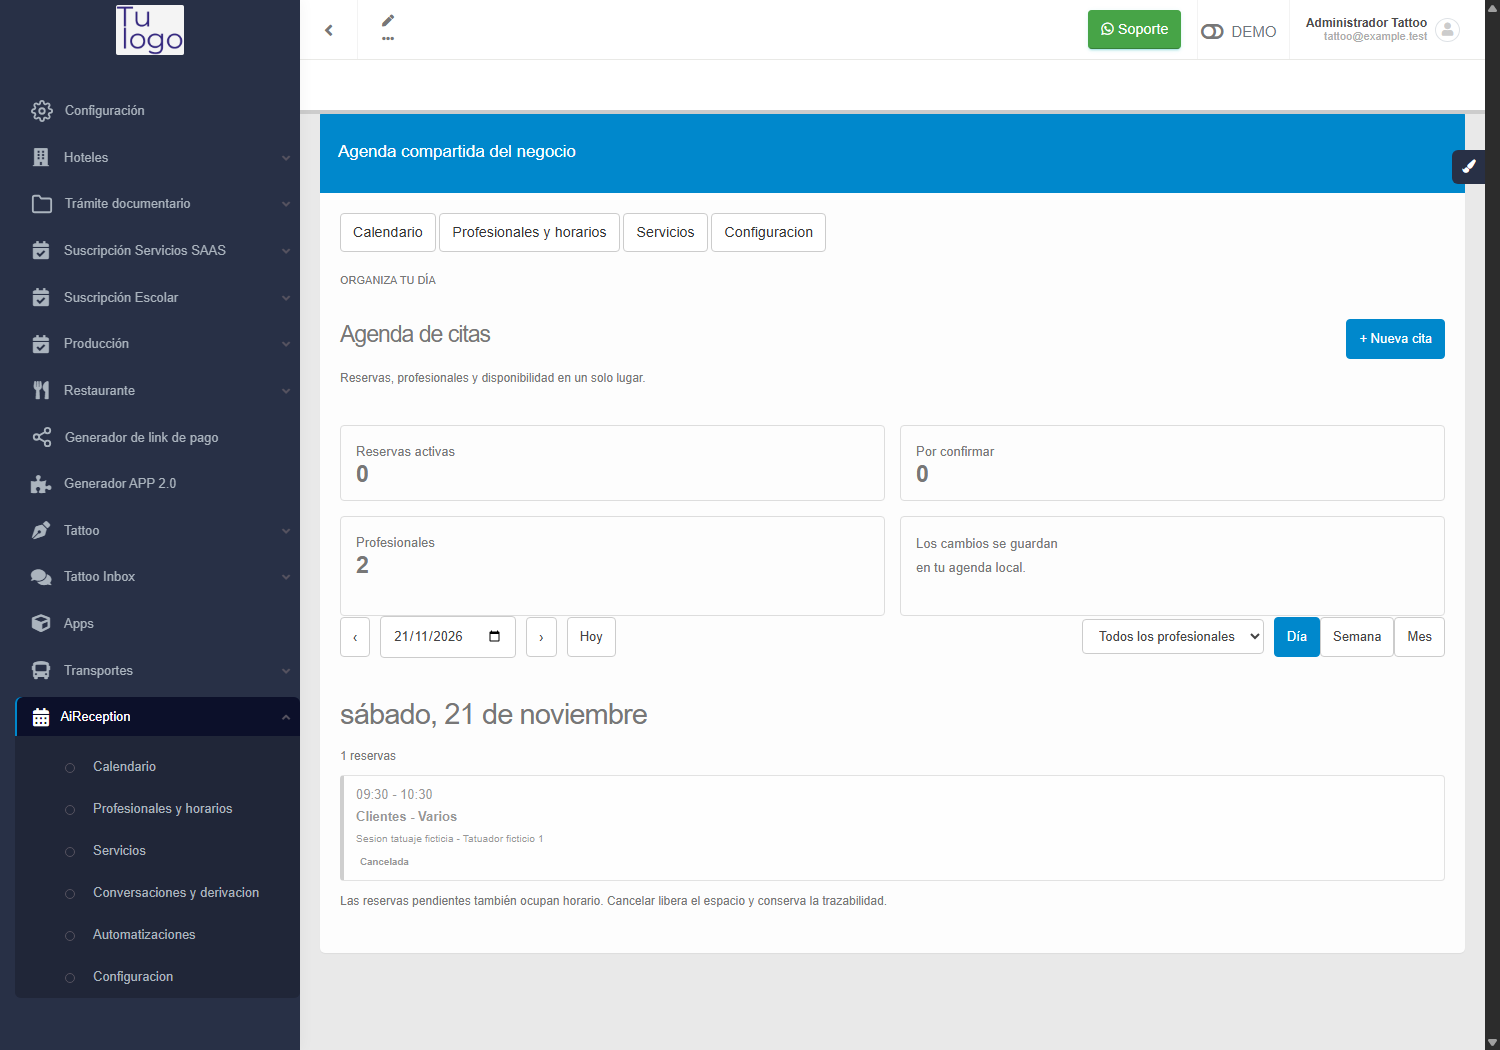 Tu
logo
Soporte
DEMO
Administrador Tattoo
tattoo@example.test
Configuración
Hoteles
Trámite documentario
Suscripción Servicios SAAS
Suscripción Escolar
Producción
Restaurante
Generador de link de pago
Generador APP 2.0
Tattoo
Tattoo Inbox
Apps
Transportes
AiReception
Calendario
Profesionales y horarios
Servicios
Conversaciones y derivacion
Automatizaciones
Configuracion
Agenda compartida del negocio
Calendario Profesionales y horarios Servicios Configuracion
ORGANIZA TU DÍA
Agenda de citas
+ Nueva cita
Reservas, profesionales y disponibilidad en un solo lugar.
Reservas activas
0
Por confirmar
0
Profesionales
2
Los cambios se guardan
en tu agenda local.
‹ 21/11/2026 › Hoy Todos los profesionales Día Semana Mes
sábado, 21 de noviembre
1 reservas
09:30 - 10:30
Clientes - Varios
Sesion tatuaje ficticia - Tatuador ficticio 1
Cancelada
Las reservas pendientes también ocupan horario. Cancelar libera el espacio y conserva la trazabilidad.